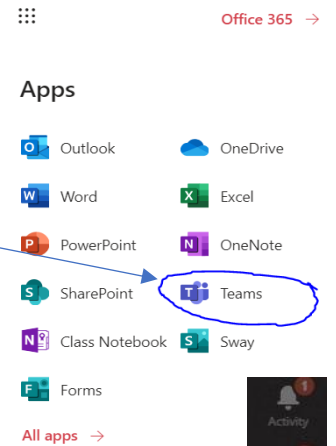 Office 365 →
Apps
Outlook
OneDrive
Word
Excel
PowerPoint
OneNote
SharePoint
Teams
Class Notebook
Sway
Forms
1
Activity
All apps →